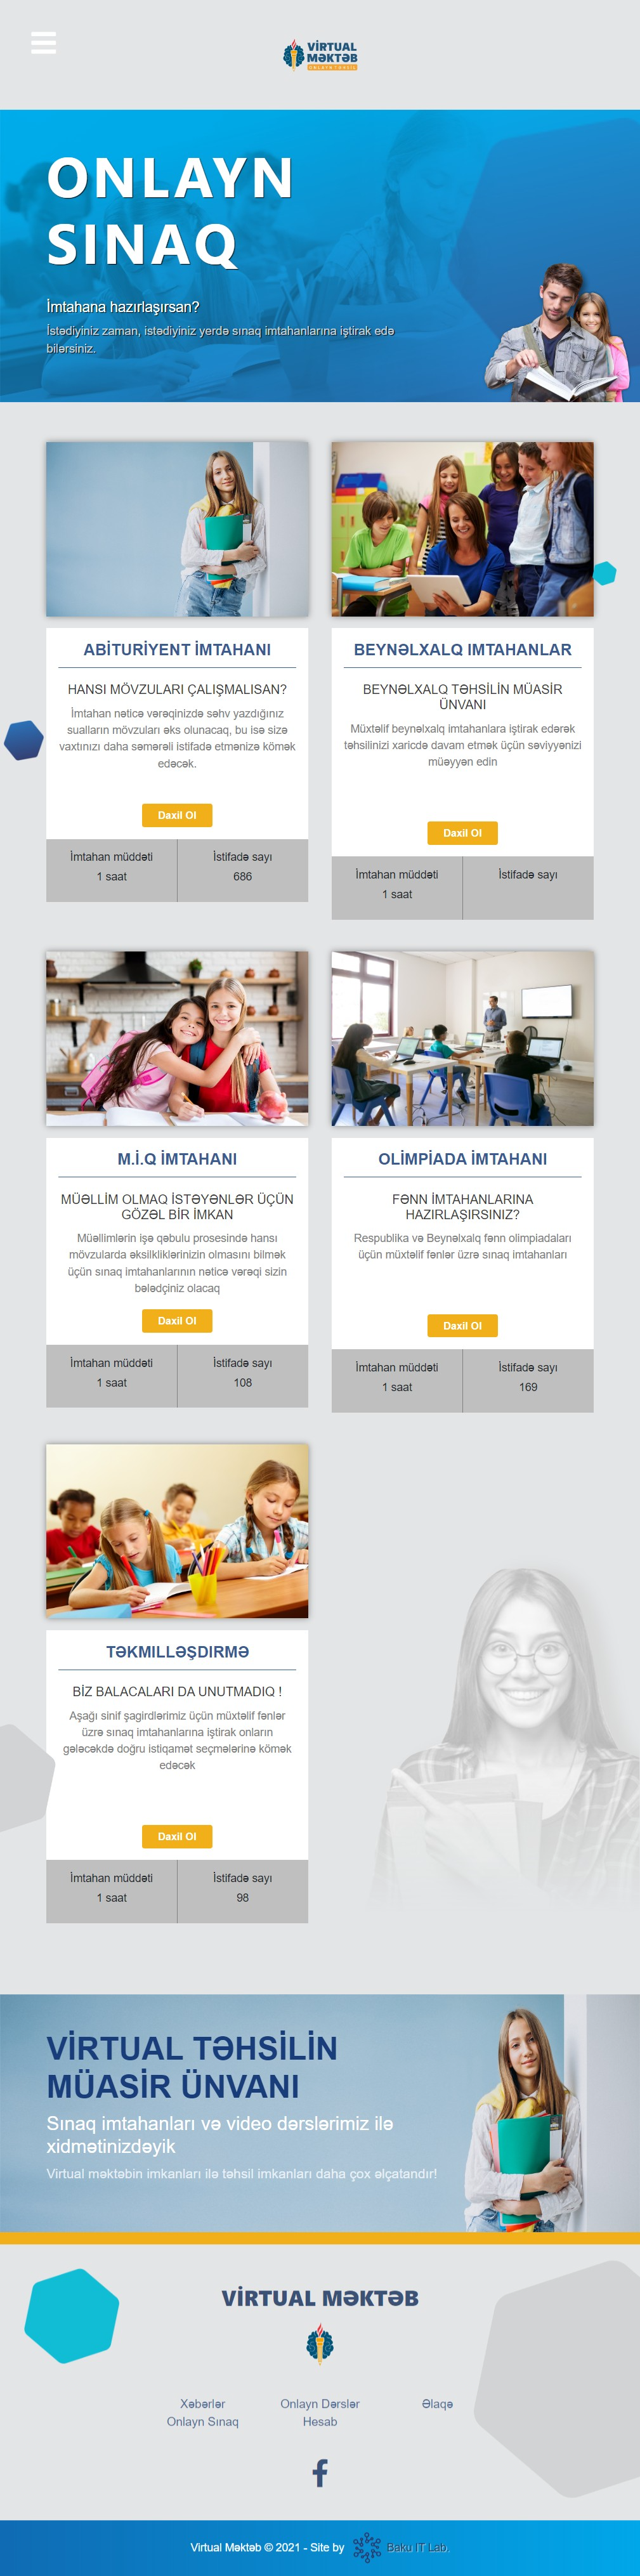 VİRTUAL
MƏKTƏB
ONLAYN
SINAQ
İmtahana hazırlaşırsan?
İstədiyiniz zaman, istədiyiniz yerdə sınaq imtahanlarına iştirak edə
bilərsiniz.
ABİTURİYENT İMTAHANI
HANSI MÖVZULARI ÇALIŞMALISAN?
İmtahan nəticə vərəqinizdə səhv yazdığınız
sualların mövzuları əks olunacaq, bu isə sizə
vaxtınızı daha səmərəli istifadə etmənizə kömək
edəcək.
Daxil Ol
İmtahan müddəti
1 saat
İstifadə sayı
686
BEYNƏLXALQ IMTAHANLAR
BEYNƏLXALQ TƏHSİLİN MÜASİR
ÜNVANI
Müxtəlif beynəlxalq imtahanlara iştirak edərək
təhsilinizi xaricdə davam etmək üçün səviyyənizi
müəyyən edin
Daxil Ol
İmtahan müddəti
1 saat
İstifadə sayı
M.İ.Q İMTAHANI
MÜƏLLİM OLMAQ İSTƏYƏNLƏR ÜÇÜN
GÖZƏL BİR İMKAN
Müəllimlərin işə qəbulu prosesində hansı
mövzularda əksilkliklərinizin olmasını bilmək
üçün sınaq imtahanlarının nəticə vərəqi sizin
bələdçiniz olacaq
Daxil Ol
İmtahan müddəti
1 saat
İstifadə sayı
108
OLİMPİADA İMTAHANI
FƏNN İMTAHANLARINA
HAZIRLAŞIRSINIZ?
Respublika və Beynəlxalq fənn olimpiadaları
üçün müxtəlif fənlər üzrə sınaq imtahanları
Daxil Ol
İmtahan müddəti
1 saat
İstifadə sayı
169
TƏKMILLƏŞDIRMƏ
BİZ BALACALARI DA UNUTMADIQ !
Aşağı sinif şagirdlərimiz üçün müxtəlif fənlər
üzrə sınaq imtahanlarına iştirak onların
gələcəkdə doğru istiqamət seçmələrinə kömək
edəcək
Daxil Ol
İmtahan müddəti
1 saat
İstifadə sayı
98
VİRTUAL TƏHSİLİN
MÜASİR ÜNVANI
Sınaq imtahanları və video dərslərimiz ilə
xidmətinizdəyik
Virtual məktəbin imkanları ilə təhsil imkanları daha çox əlçatandır!
VİRTUAL MƏKTƏB
Xəbərlər
Onlayn Dərslər
Əlaqə
Onlayn Sınaq
Hesab
Virtual Məktəb © 2021 - Site by Baku IT Lab.